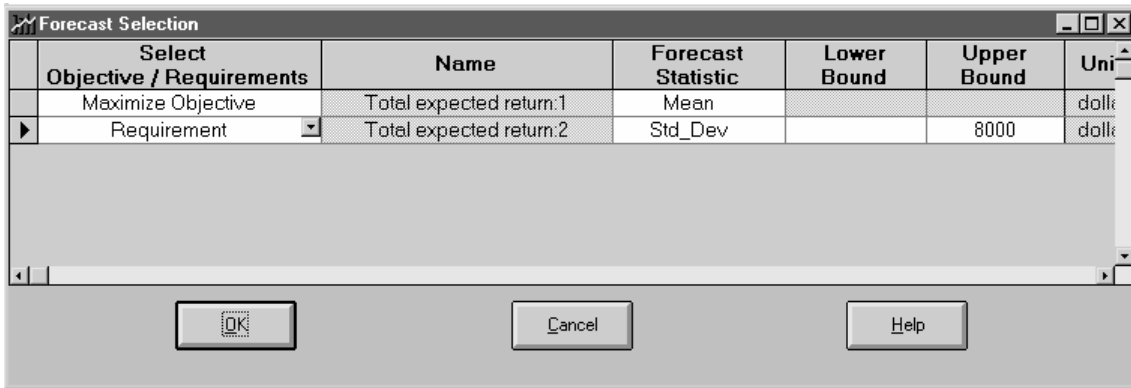 Forecast Selection
Select Objective / Requirements Name Forecast Statistic Lower Bound Upper Bound Uni
Maximize Objective Total expected return:1 Mean dolla
Requirement Total expected return:2 Std_Dev 8000 dolla
OK Cancel Help